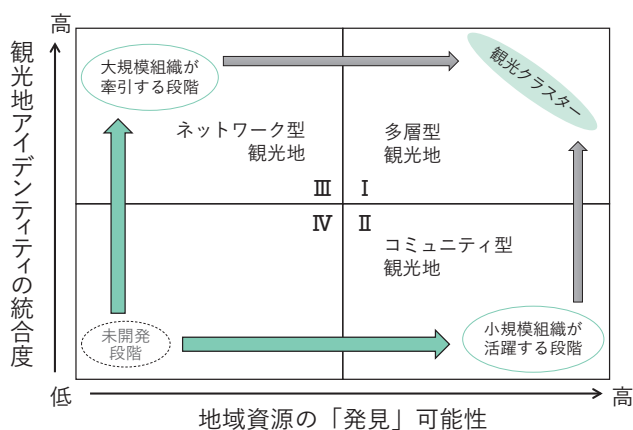 高
観光地アイデンティティの統合度
大規模組織が
牽引する段階
観光クラスター
ネットワーク型
観光地
多層型
観光地
Ⅲ
Ⅰ
Ⅳ
Ⅱ
コミュニティ型
観光地
未開発
段階
小規模組織が
活躍する段階
低
高
地域資源の「発見」可能性